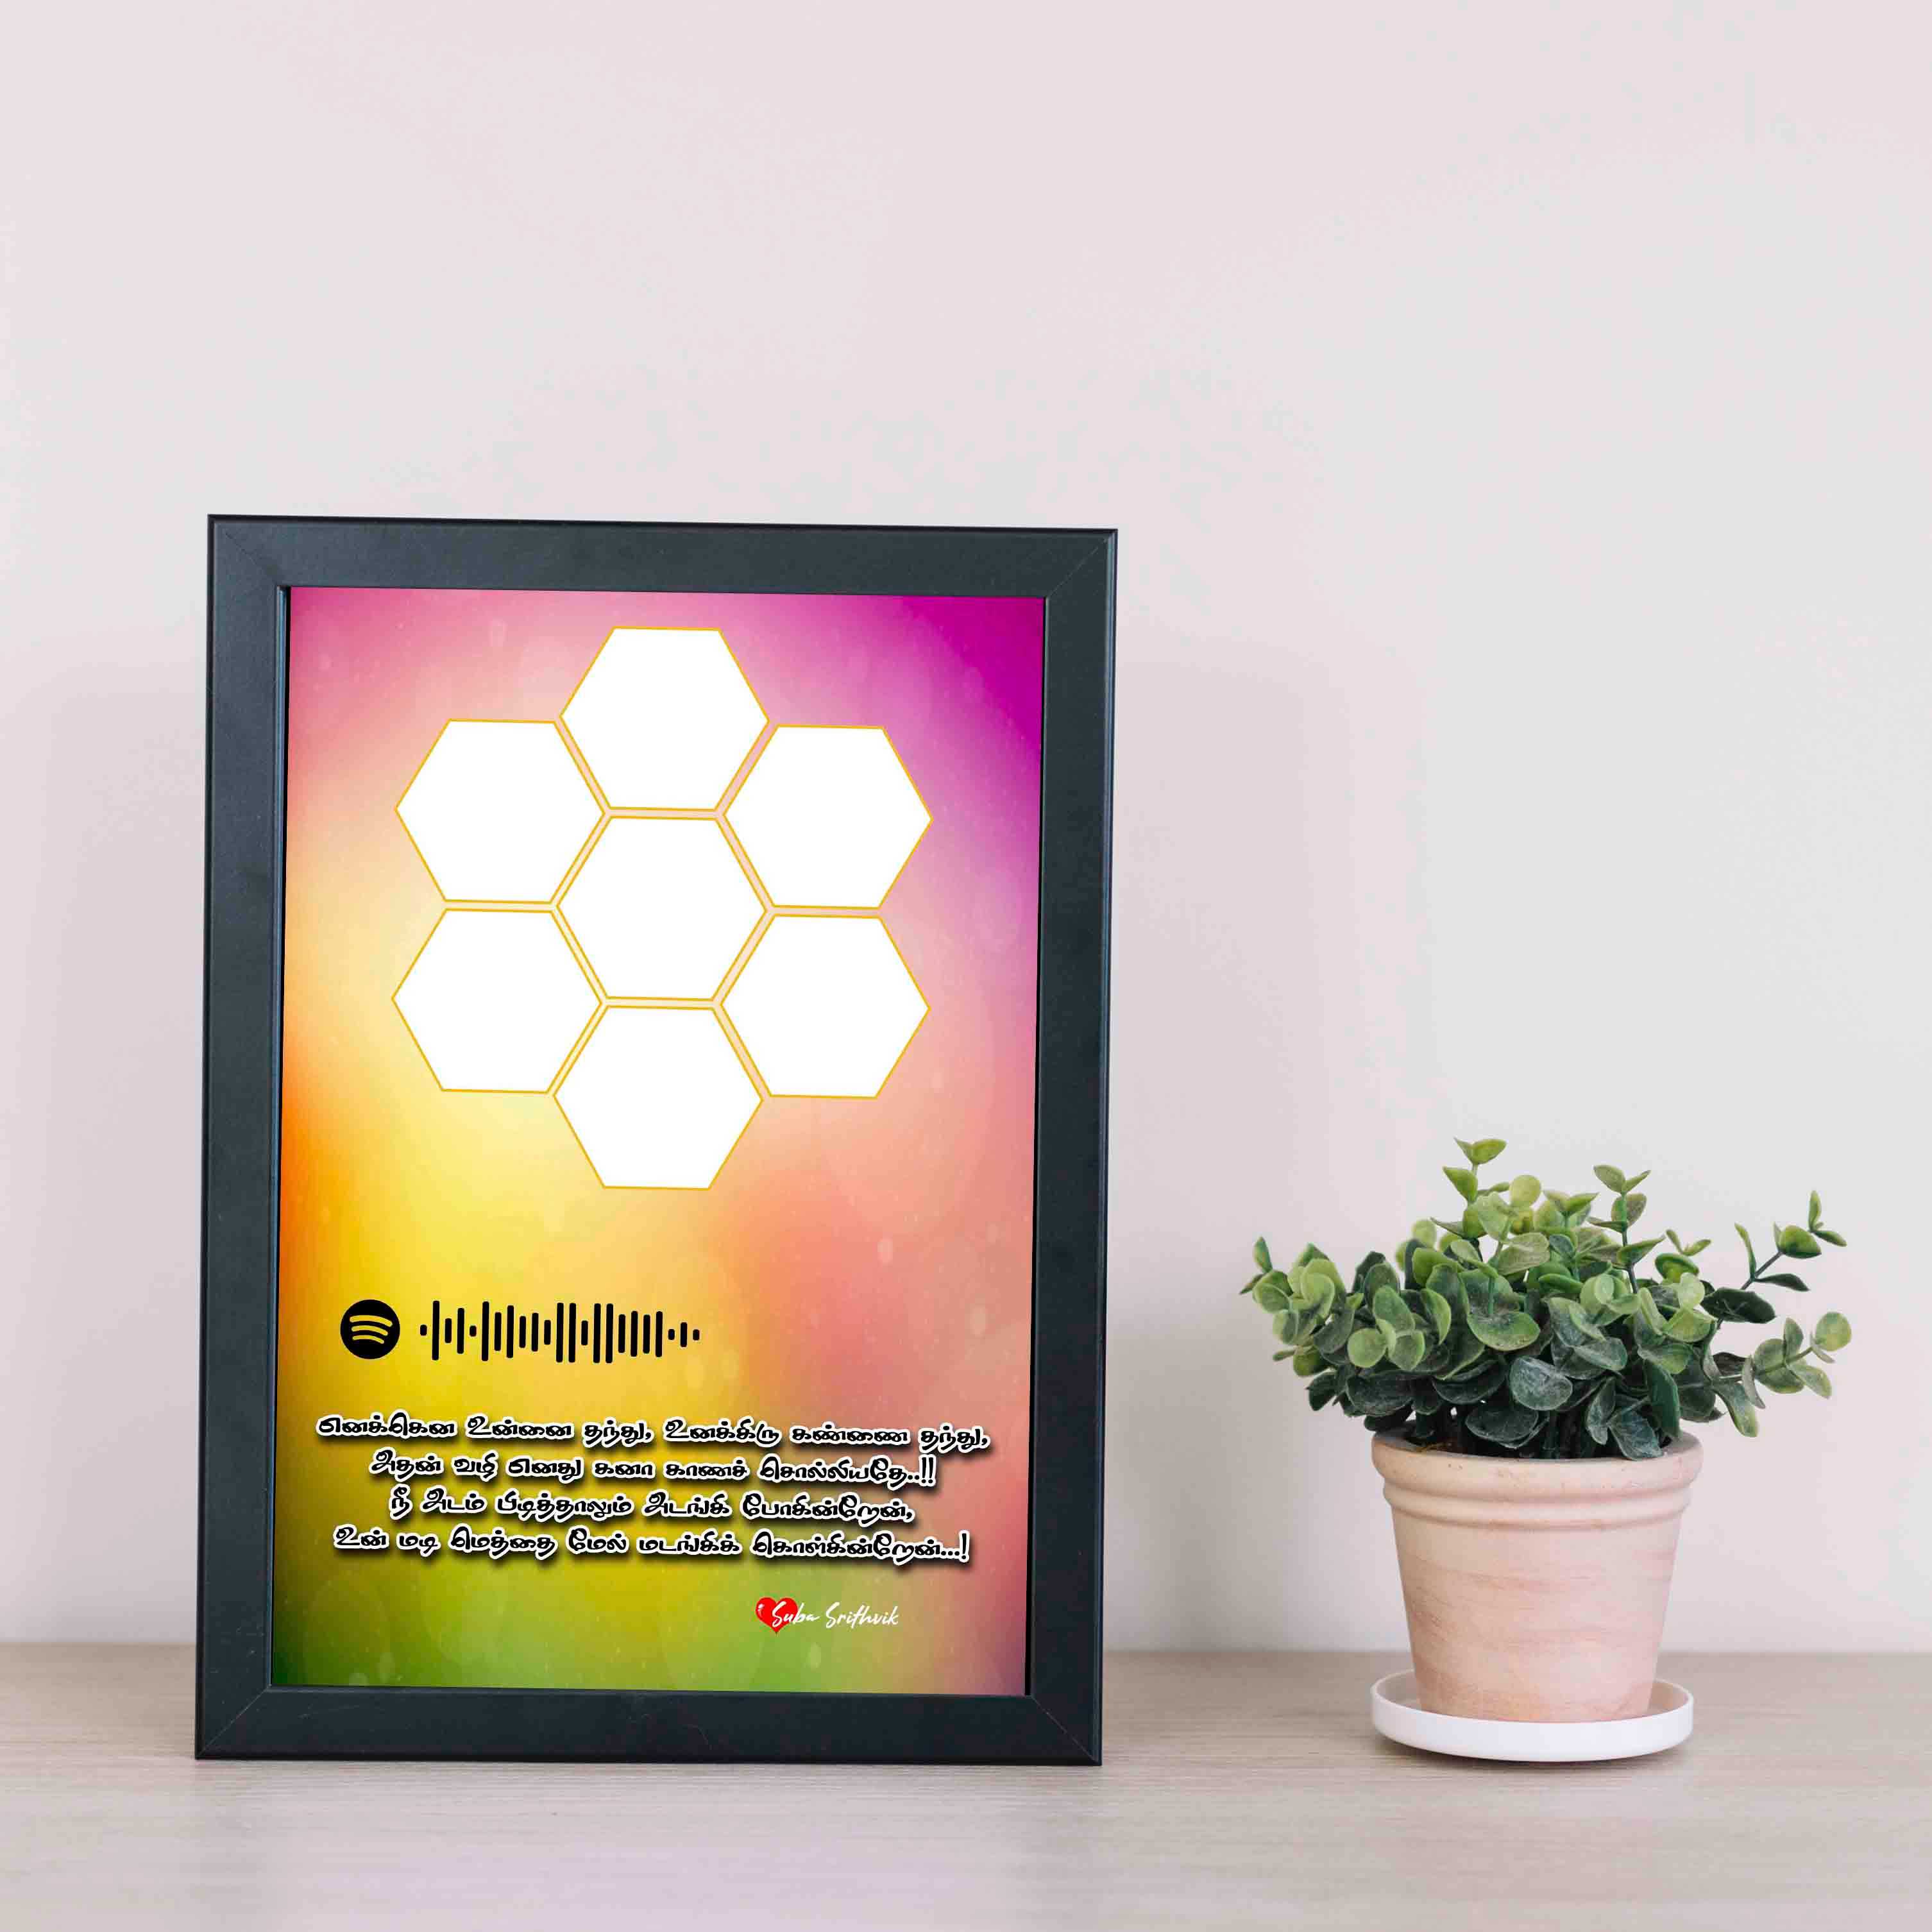 எனக்கென உன்னை தந்து, உனக்கிரு கண்ணை தந்து,
அதன் வழி எனது கனா காணச் சொல்லியதே..!!
நீ அடம் பிடித்தாலும் அடங்கி போகின்றேன்,
உன் மடி மெத்தை மேல் மடங்கிக் கொள்கின்றேன்...!
Suba Srithvik